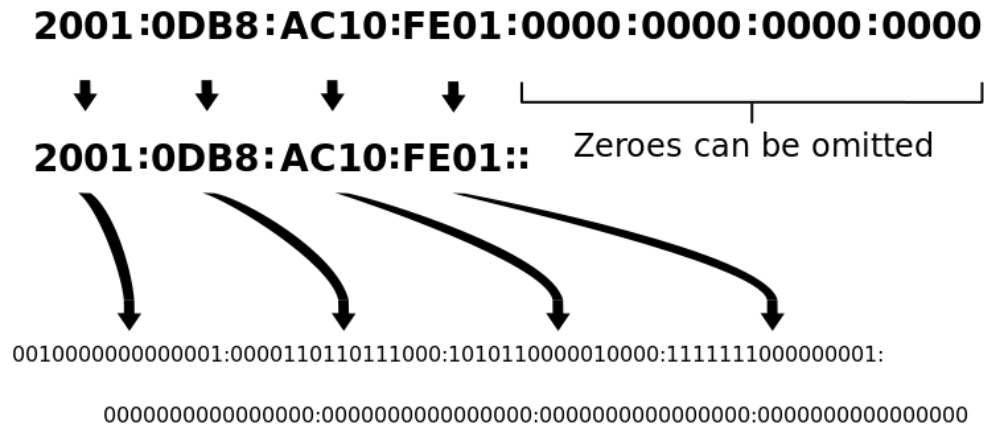 2001:0DB8:AC10:FE01:0000:0000:0000:0000
2001:0DB8:AC10:FE01::
Zeroes can be omitted
0010000000000001:0000110110111000:1010110000010000:1111111000000001:
0000000000000000:0000000000000000:0000000000000000:0000000000000000